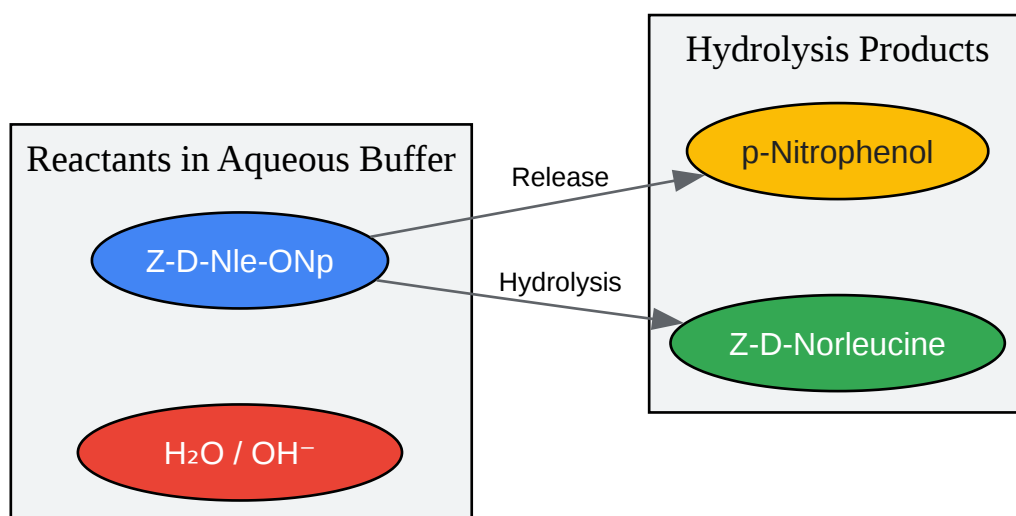 Hydrolysis Products
p-Nitrophenol
Z-D-Norleucine
Reactants in Aqueous Buffer
Z-D-Nle-ONp
H₂O / OH⁻
Release
Hydrolysis